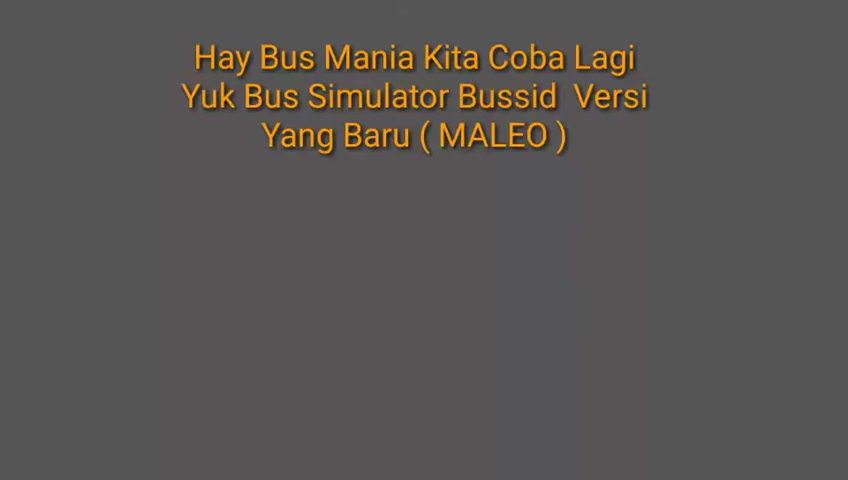 Hay Bus Mania Kita Coba Lagi
Yuk Bus Simulator Bussid Versi
Yang Baru ( MALEO )